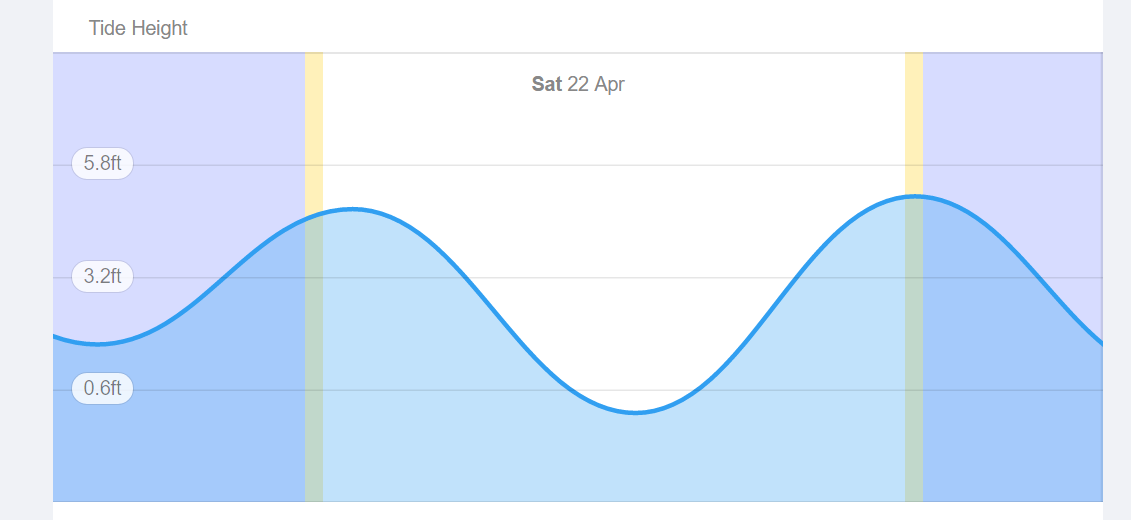 Tide Height
Sat 22 Apr
5.8ft
3.2ft
0.6ft